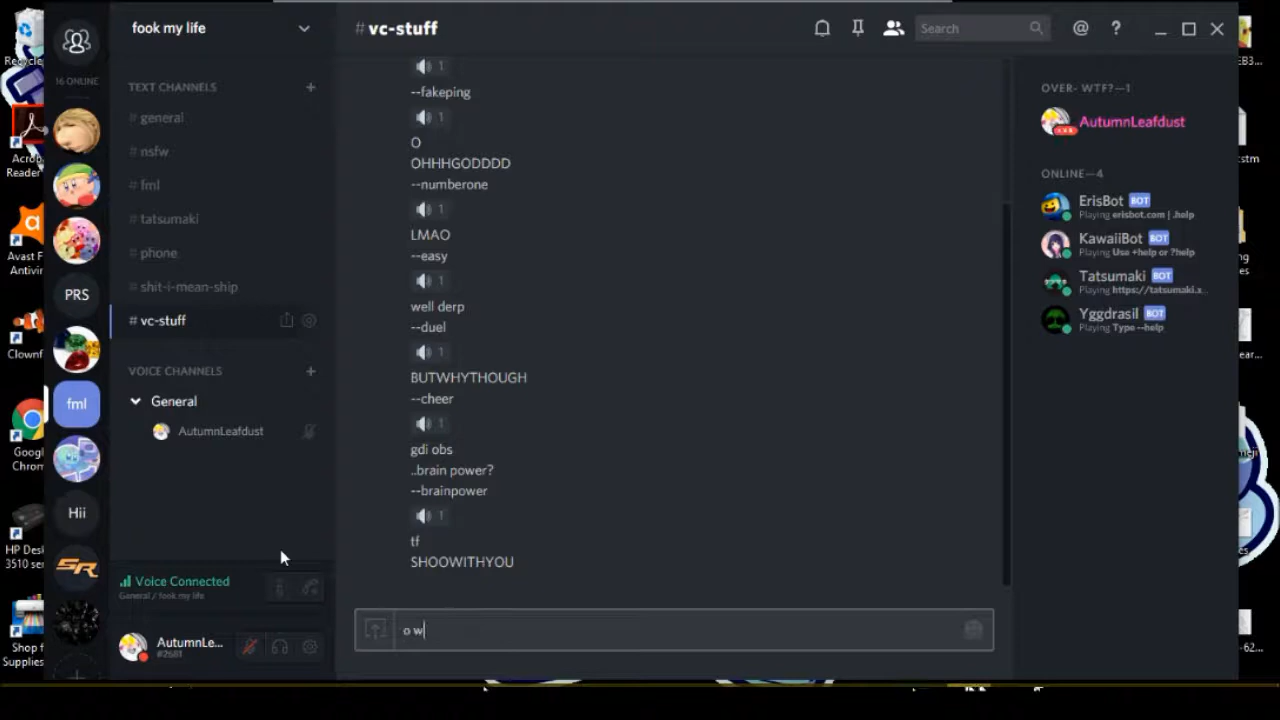 Recycle
Acrob
Reader
Avast F
Antivir
Clownf
Googl
Chrom
HP Desk
3510 seri
Shop f
Supplies
16 ONLINE
PRS
fml
Hii
SR
fook my life
TEXT CHANNELS
# general
# nsfw
# fml
# tatsumaki
# phone
# shit-i-mean-ship
# vc-stuff
VOICE CHANNELS
General
AutumnLeafdust
Voice Connected
General / fook my life
AutumnLe...
#2681
# vc-stuff
Search
1
--fakeping
1
O
OHHHGODDDD
--numberone
1
LMAO
--easy
1
well derp
--duel
1
BUTWHYTHOUGH
--cheer
1
gdi obs
..brain power?
--brainpower
1
tf
SHOOWITHYOU
o w
OVER- WTF?—1
AutumnLeafdust
ONLINE—4
ErisBot BOT
Playing erisbot.com | .help
KawaiiBot BOT
Playing Use +help or ?help
Tatsumaki BOT
Playing https://tatsumaki.x...
Yggdrasil BOT
Playing Type --help